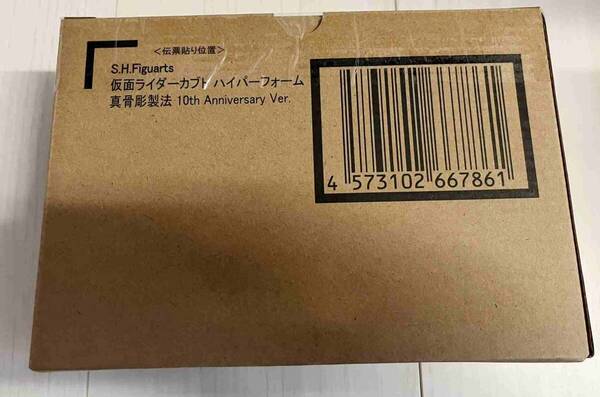 ＜伝票貼り位置＞
S.H.Figuarts
仮面ライダーカブト ハイパーフォーム
真骨彫製法 10th Anniversary Ver.
4 573102 667861